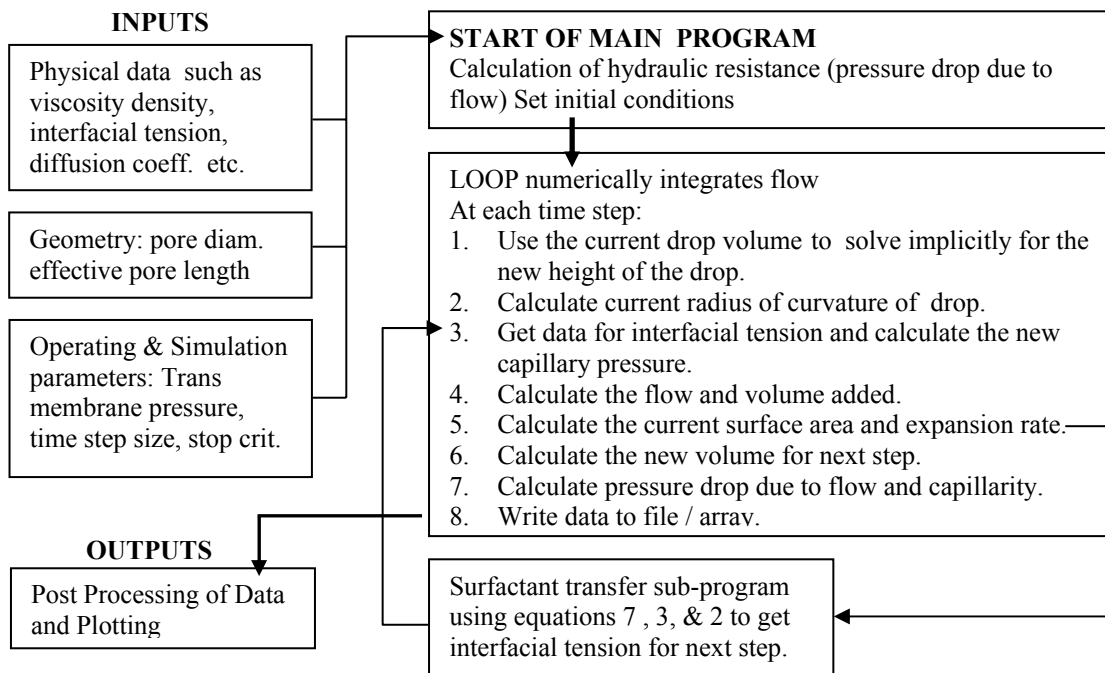 INPUTS
Physical data such as
viscosity density,
interfacial tension,
diffusion coeff. etc.
Geometry: pore diam.
effective pore length
Operating & Simulation
parameters: Trans
membrane pressure,
time step size, stop crit.
OUTPUTS
Post Processing of Data
and Plotting
START OF MAIN PROGRAM
Calculation of hydraulic resistance (pressure drop due to
flow) Set initial conditions
LOOP numerically integrates flow
At each time step:
1. Use the current drop volume to solve implicitly for the
new height of the drop.
2. Calculate current radius of curvature of drop.
3. Get data for interfacial tension and calculate the new
capillary pressure.
4. Calculate the flow and volume added.
5. Calculate the current surface area and expansion rate.
6. Calculate the new volume for next step.
7. Calculate pressure drop due to flow and capillarity.
8. Write data to file / array.
Surfactant transfer sub-program
using equations 7 , 3, & 2 to get
interfacial tension for next step.